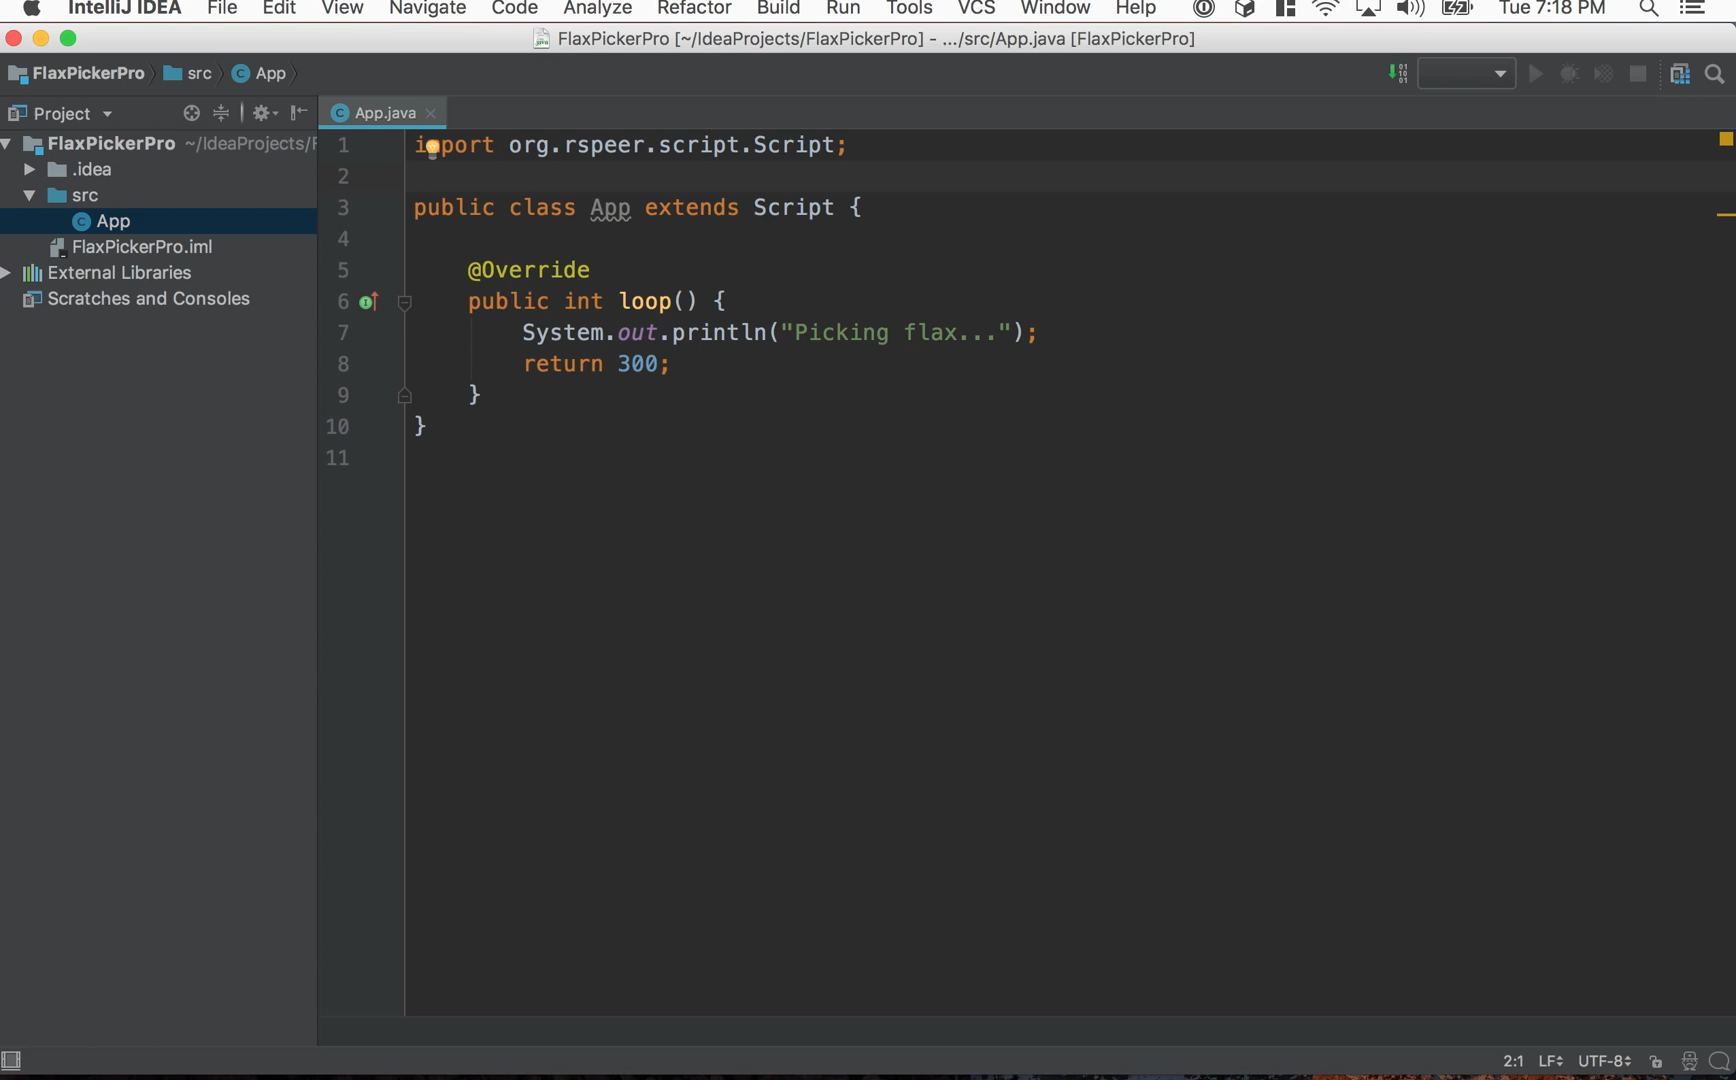 IntelliJ IDEA File Edit View Navigate Code Analyze Refactor Build Run Tools VCS Window Help Tue 7:18 PM
FlaxPickerPro [~/IdeaProjects/FlaxPickerPro] - .../src/App.java [FlaxPickerPro]
FlaxPickerPro src App
Project
App.java
FlaxPickerPro ~/IdeaProjects/F
.idea
src
App
FlaxPickerPro.iml
External Libraries
Scratches and Consoles
1 import org.rspeer.script.Script;
2
3 public class App extends Script {
4
5 @Override
6 public int loop() {
7 System.out.println("Picking flax...");
8 return 300;
9 }
10 }
11
2:1 LF UTF-8